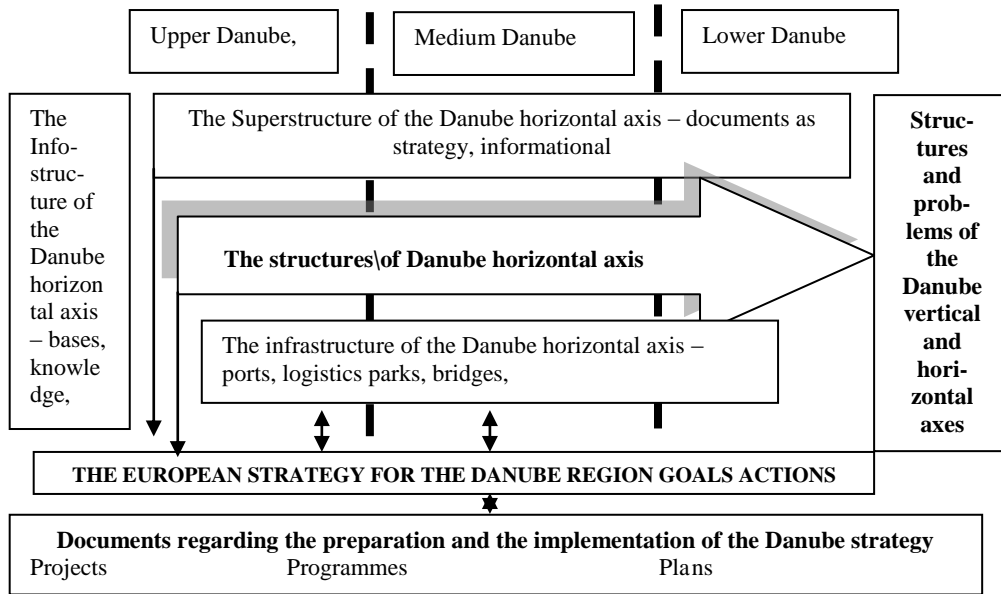 Upper Danube,
Medium Danube
Lower Danube
The
Info-
struc-
ture of
the
Danube
horizon
tal axis
– bases,
knowle
dge,
The Superstructure of the Danube horizontal axis – documents as
strategy, informational
The structures\of Danube horizontal axis
The infrastructure of the Danube horizontal axis –
ports, logistics parks, bridges,
Struc-
tures
and
prob-
lems of
the
Danube
vertical
and
hori-
zontal
axes
THE EUROPEAN STRATEGY FOR THE DANUBE REGION GOALS ACTIONS
Documents regarding the preparation and the implementation of the Danube strategy
Projects Programmes Plans